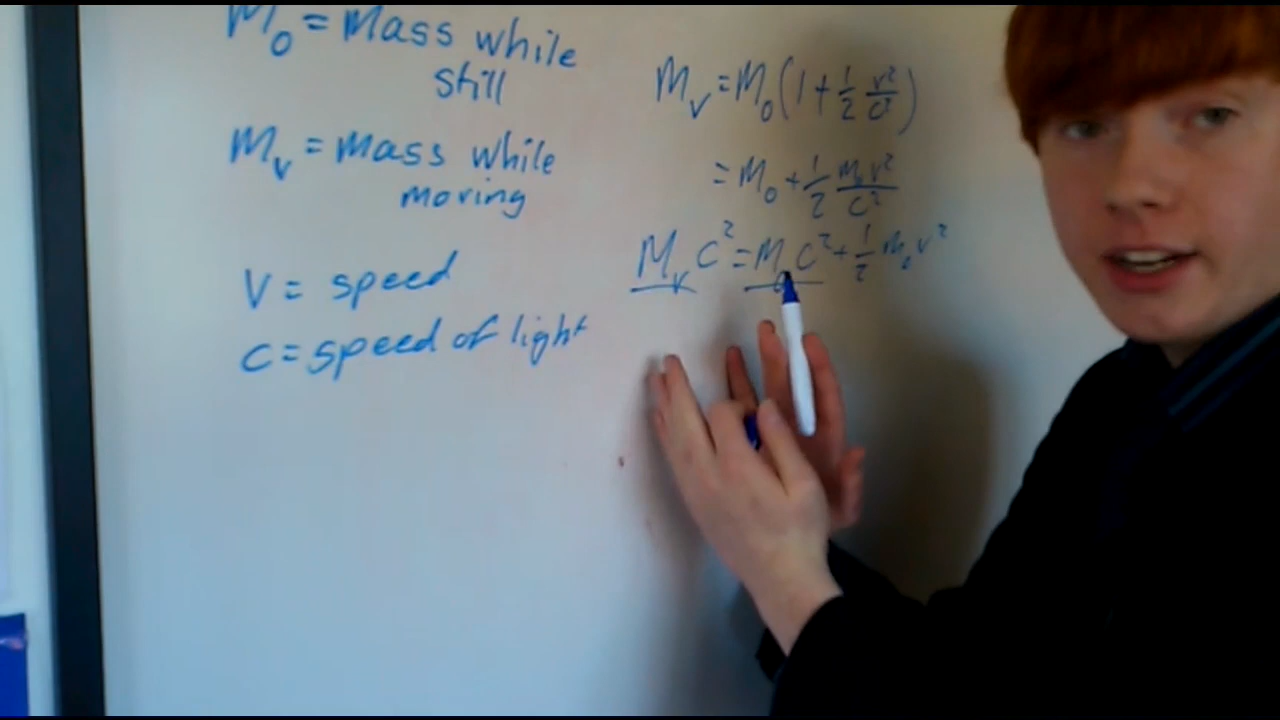 M₀ = Mass while
still
Mᵥ = Mass while
moring
V = speed
C = speed of light
Mᵥ = M₀(1 + 1/2 v²/c²)
= M₀ + 1/2 m₀v²/c²
Mᵥc² = M₀c² + 1/2 m₀v²